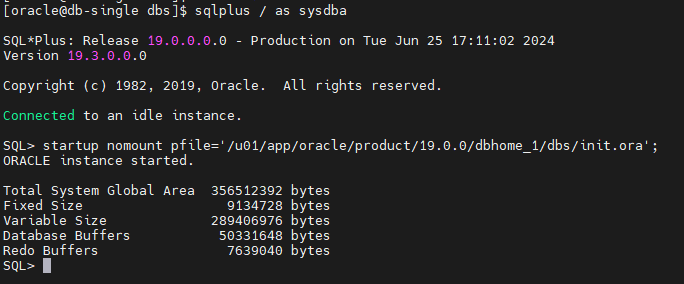 [oracle@db-single dbs]$ sqlplus / as sysdba
SQL*Plus: Release 19.0.0.0.0 - Production on Tue Jun 25 17:11:02 2024
Version 19.3.0.0.0
Copyright (c) 1982, 2019, Oracle.  All rights reserved.
Connected to an idle instance.
SQL> startup nomount pfile='/u01/app/oracle/product/19.0.0/dbhome_1/dbs/init.ora';
ORACLE instance started.
Total System Global Area  356512392 bytes
Fixed Size                  9134728 bytes
Variable Size             289406976 bytes
Database Buffers           50331648 bytes
Redo Buffers                7639040 bytes
SQL>